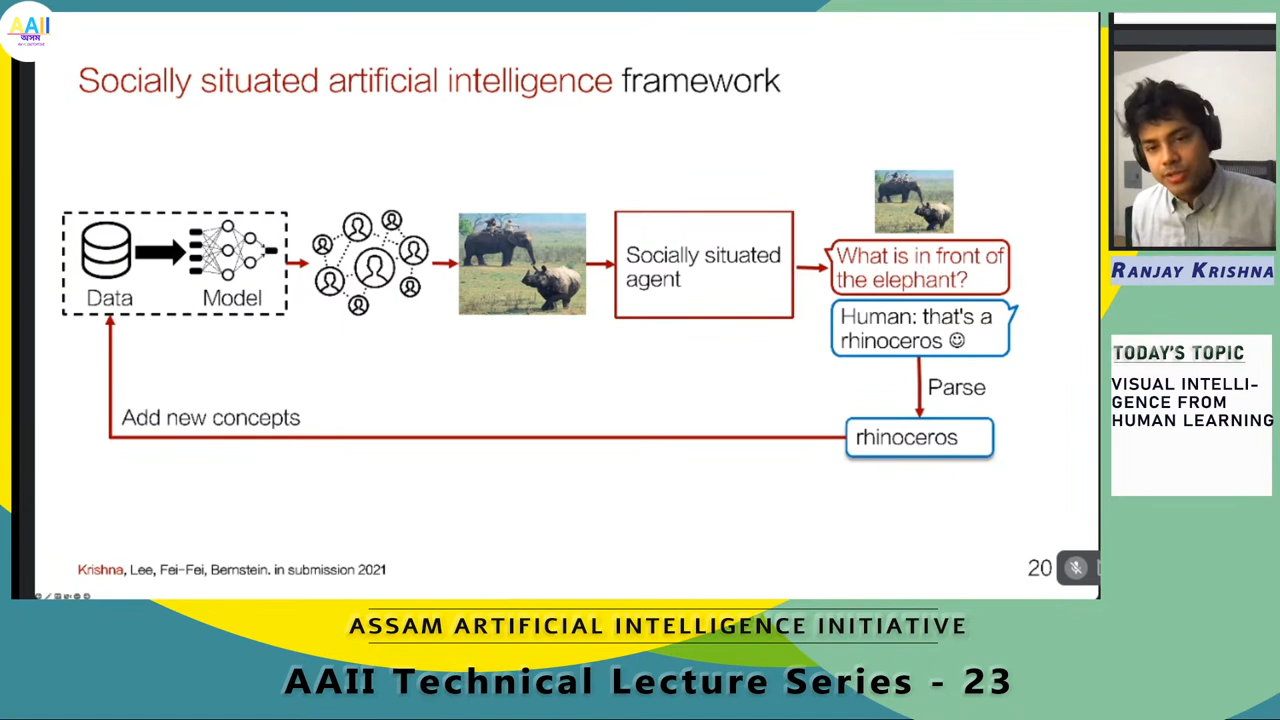 AAII
অসম
Socially situated artificial intelligence framework
Data
Model
Socially situated
agent
What is in front of
the elephant?
Human: that's a
rhinoceros ☺
Parse
rhinoceros
Add new concepts
Krishna, Lee, Fei-Fei, Bernstein. in submission 2021
20
RANJAY KRISHNA
TODAY'S TOPIC
VISUAL INTELLI-
GENCE FROM
HUMAN LEARNING
ASSAM ARTIFICIAL INTELLIGENCE INITIATIVE
AAII Technical Lecture Series - 23